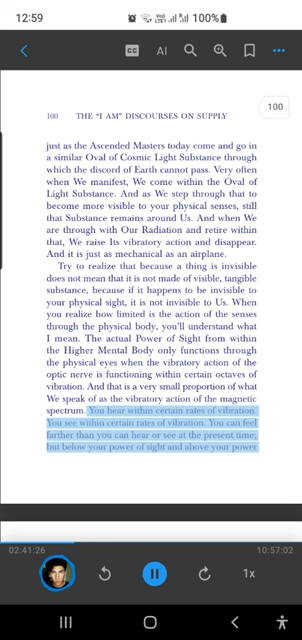 12:59
100%
CC
AI
100
100 THE “I AM” DISCOURSES ON SUPPLY
just as the Ascended Masters today come and go in
a similar Oval of Cosmic Light Substance through
which the discord of Earth cannot pass. Very often
when We manifest, We come within the Oval of
Light Substance. And as We step through that to
become more visible to your physical senses, still
that Substance remains around Us. And when We
are through with Our Radiation and retire within
that, We raise Its vibratory action and disappear.
And it is just as mechanical as an airplane.
Try to realize that because a thing is invisible
does not mean that it is not made of visible, tangible
substance, because if it happens to be invisible to
your physical sight, it is not invisible to Us. When
you realize how limited is the action of the senses
through the physical body, you’ll understand what
I mean. The actual Power of Sight from within
the Higher Mental Body only functions through
the physical eyes when the vibratory action of the
optic nerve is functioning within certain octaves of
vibration. And that is a very small proportion of what
We speak of as the vibratory action of the magnetic
spectrum. You hear within certain rates of vibration.
You see within certain rates of vibration. You can feel
farther than you can hear or see at the present time;
but below your power of sight and above your power
02:41:26
10:57:02
1x